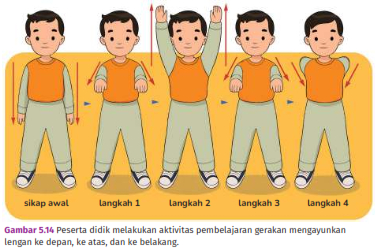 sikap awal
langkah 1
langkah 2
langkah 3
langkah 4
Gambar 5.14 Peserta didik melakukan aktivitas pembelajaran gerakan mengayunkan
lengan ke depan, ke atas, dan ke belakang.